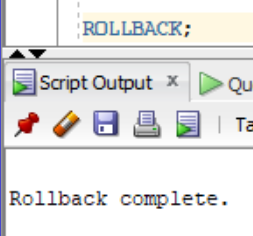 ROLLBACK;
Script Output ×
Rollback complete.